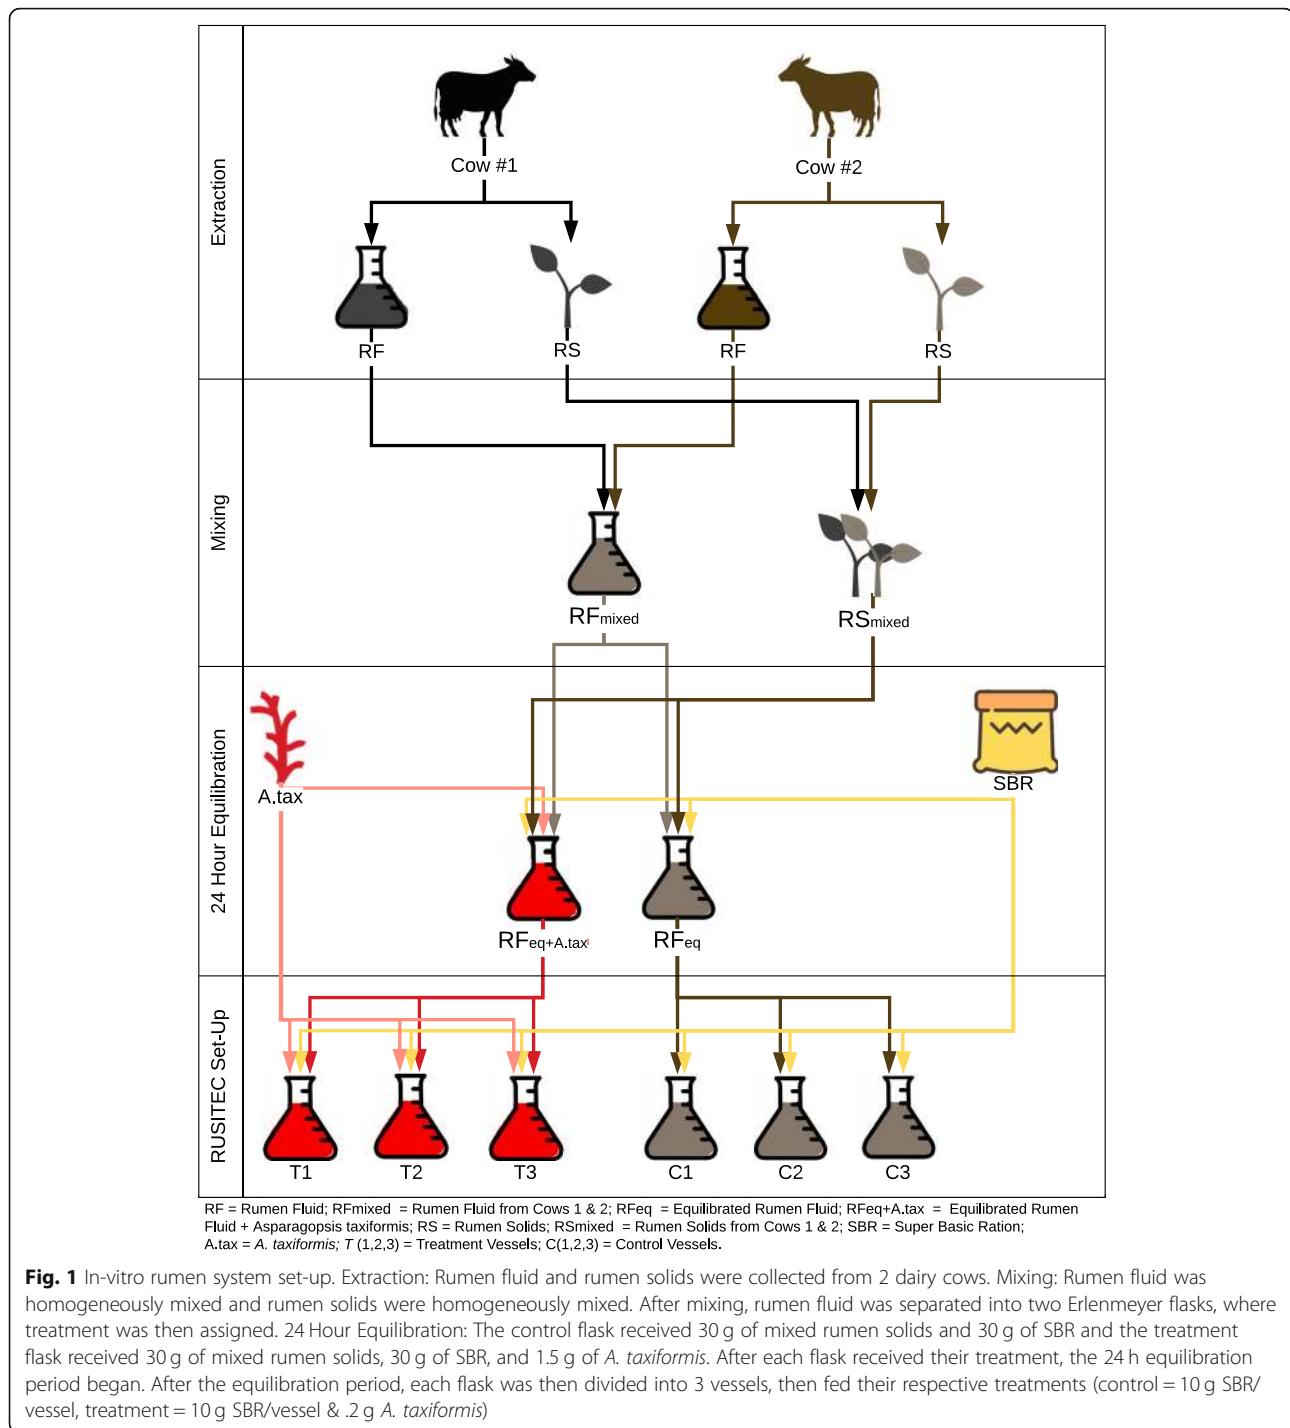 Extraction
Cow #1
Cow #2
RF
RS
RF
RS
Mixing
RFmixed
RSmixed
24 Hour Equilibration
A.tax
SBR
RFeq+A.tax
RFeq
RUSITEC Set-Up
T1
T2
T3
C1
C2
C3
RF = Rumen Fluid; RFmixed = Rumen Fluid from Cows 1 & 2; RFeq = Equilibrated Rumen Fluid; RFeq+A.tax = Equilibrated Rumen
Fluid + Asparagopsis taxiformis; RS = Rumen Solids; RSmixed = Rumen Solids from Cows 1 & 2; SBR = Super Basic Ration;
A.tax = A. taxiformis; T (1,2,3) = Treatment Vessels; C(1,2,3) = Control Vessels.
Fig. 1 In-vitro rumen system set-up. Extraction: Rumen fluid and rumen solids were collected from 2 dairy cows. Mixing: Rumen fluid was
homogeneously mixed and rumen solids were homogeneously mixed. After mixing, rumen fluid was separated into two Erlenmeyer flasks, where
treatment was then assigned. 24 Hour Equilibration: The control flask received 30 g of mixed rumen solids and 30 g of SBR and the treatment
flask received 30 g of mixed rumen solids, 30 g of SBR, and 1.5 g of A. taxiformis. After each flask received their treatment, the 24 h equilibration
period began. After the equilibration period, each flask was then divided into 3 vessels, then fed their respective treatments (control = 10 g SBR/
vessel, treatment = 10 g SBR/vessel & .2 g A. taxiformis)